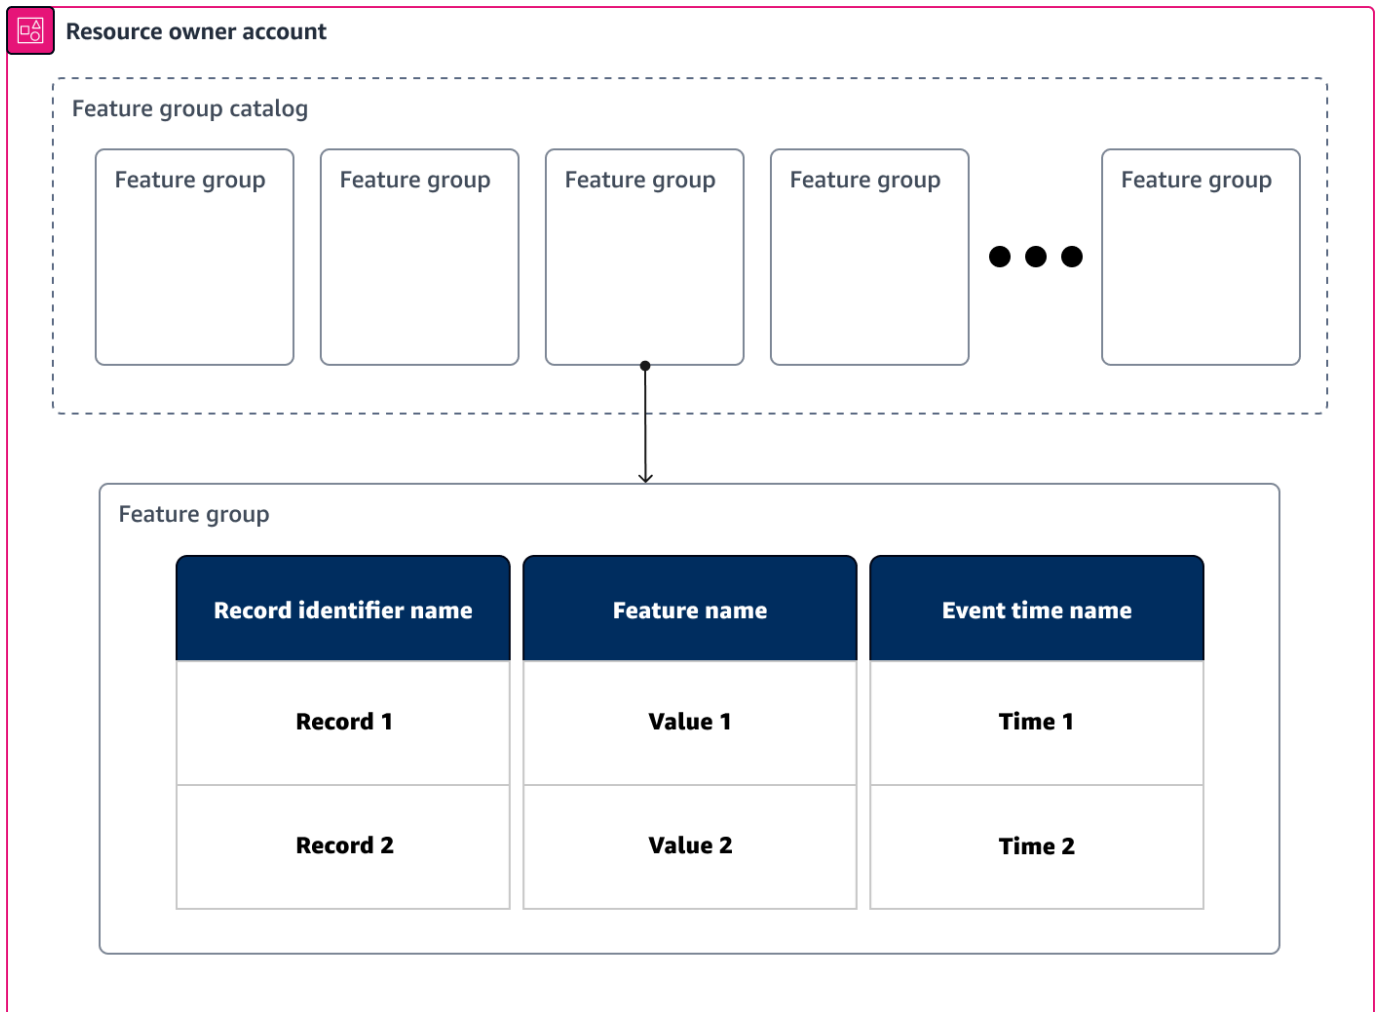 Resource owner account
Feature group catalog
Feature group
Feature group
Feature group
Feature group
Feature group
Feature group
Record identifier name
Feature name
Event time name
Record 1
Value 1
Time 1
Record 2
Value 2
Time 2